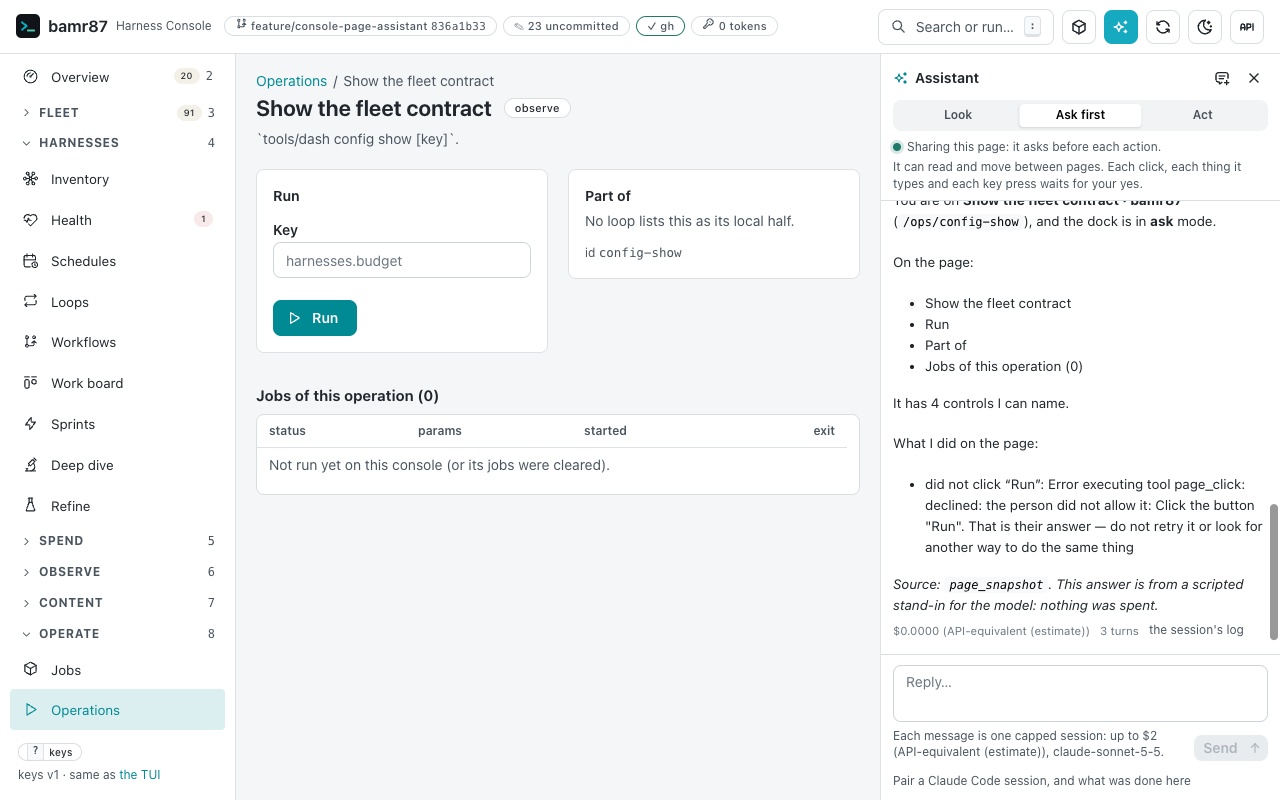 bamr87 Harness Console feature/console-page-assistant 836a1b33 23 uncommitted gh 0 tokens Search or run... : API
Overview 20 2
FLEET 91 3
HARNESSES 4
Inventory
Health 1
Schedules
Loops
Workflows
Work board
Sprints
Deep dive
Refine
SPEND 5
OBSERVE 6
CONTENT 7
OPERATE 8
Jobs
Operations
? keys
keys v1 · same as the TUI
Operations / Show the fleet contract
Show the fleet contract observe
`tools/dash config show [key]`.
Run
Key
harnesses.budget
Run
Part of
No loop lists this as its local half.
id config-show
Jobs of this operation (0)
status params started exit
Not run yet on this console (or its jobs were cleared).
Assistant
Look Ask first Act
Sharing this page: it asks before each action.
It can read and move between pages. Each click, each thing it
types and each key press waits for your yes.
You are on Show the fleet contract · bamr87
( /ops/config-show ), and the dock is in ask mode.
On the page:
• Show the fleet contract
• Run
• Part of
• Jobs of this operation (0)
It has 4 controls I can name.
What I did on the page:
• did not click “Run”: Error executing tool page_click:
declined: the person did not allow it: Click the button
"Run". That is their answer — do not retry it or look for
another way to do the same thing
Source: page_snapshot . This answer is from a scripted
stand-in for the model: nothing was spent.
$0.0000 (API-equivalent (estimate)) 3 turns the session's log
Reply...
Each message is one capped session: up to $2
(API-equivalent (estimate)), claude-sonnet-5-5.
Send
Pair a Claude Code session, and what was done here